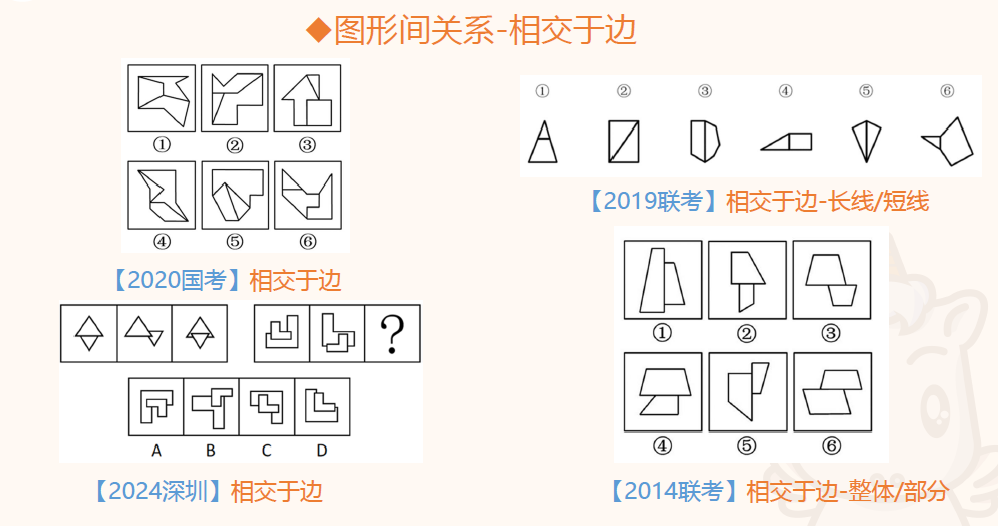 ◆图形间关系-相交于边
① ② ③
④ ⑤ ⑥
【2020国考】相交于边
① ② ③ ④ ⑤ ⑥
【2019联考】相交于边-长线/短线
?
A B C D
【2024深圳】相交于边
① ② ③
④ ⑤ ⑥
【2014联考】相交于边-整体/部分